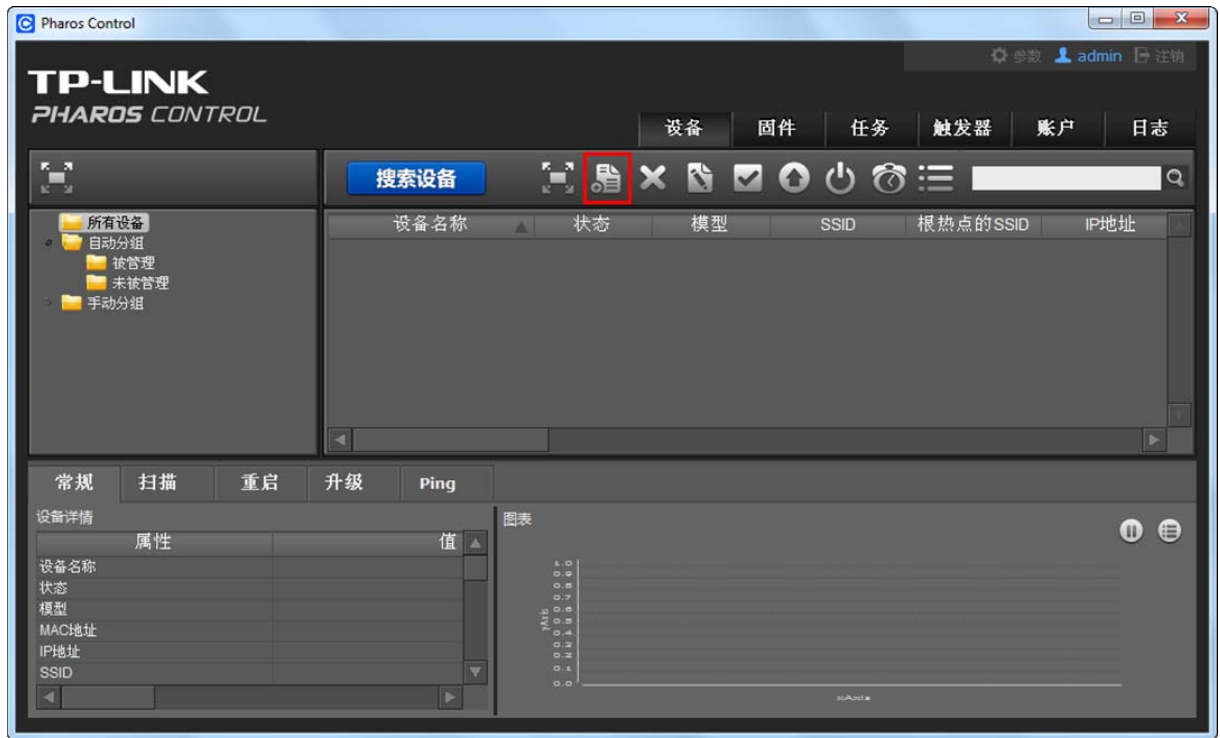 Pharos Control
参数 admin 注销
TP-LINK
PHAROS CONTROL
设备 固件 任务 触发器 账户 日志
搜索设备
所有设备
自动分组
被管理
未被管理
手动分组
设备名称 状态 模型 SSID 根热点的SSID IP地址
常规 扫描 重启 升级 Ping
设备详情
属性 值
设备名称
状态
模型
MAC地址
IP地址
SSID
图表
1.0
0.9
0.8
0.7
0.6
0.5
0.4
0.3
0.2
0.1
0.0
yAxis
xAxis